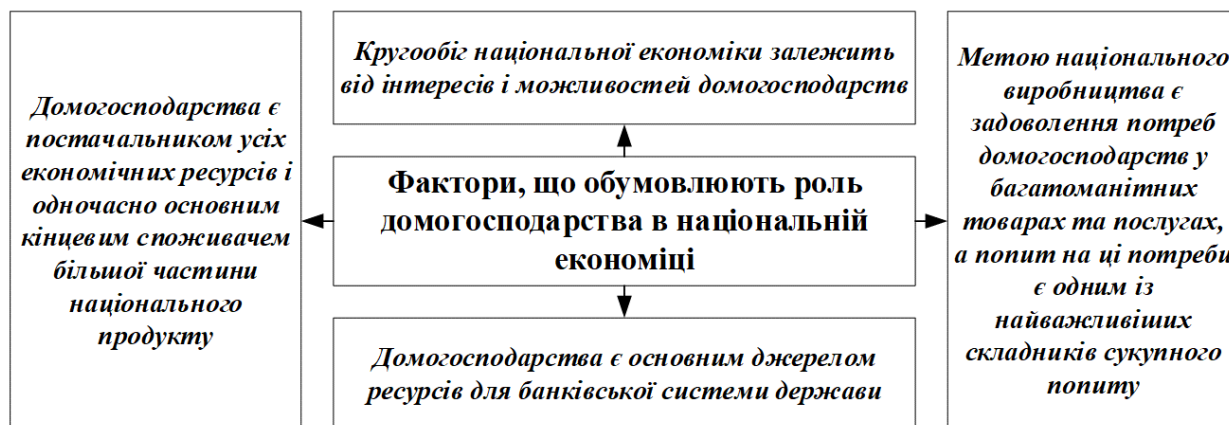 Домогосподарства є
постачальником усіх
економічних ресурсів і
одночасно основним
кінцевим споживачем
більшої частини
національного
продукту
Кругообіг національної економіки залежить
від інтересів і можливостей домогосподарств
Фактори, що обумовлюють роль
домогосподарства в національній
економіці
Домогосподарства є основним джерелом
ресурсів для банківської системи держави
Метою національного
виробництва є
задоволення потреб
домогосподарств у
багатоманітних
товарах та послугах,
а попит на ці потреби
є одним із
найважливіших
складників сукупного
попиту